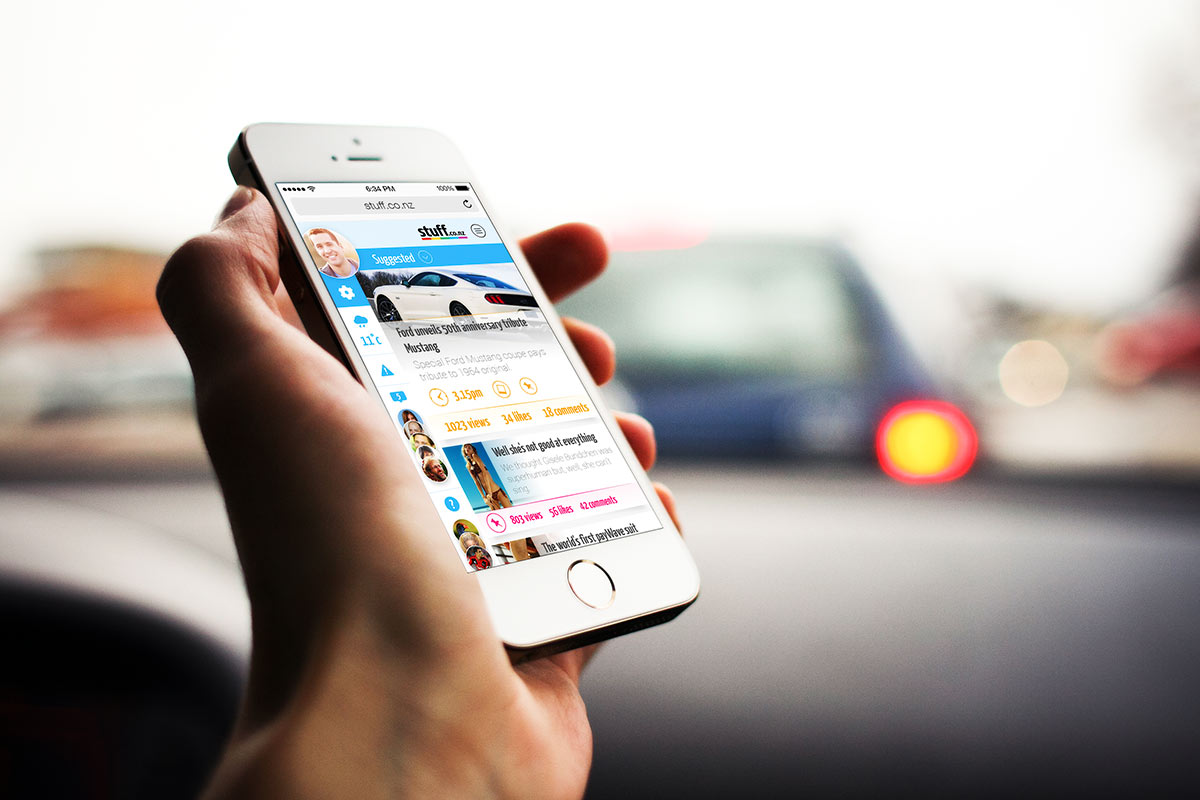 6:34 PM
100%
stuff.co.nz
stuff.co.nz
Suggested
11°c
5
?
Ford unveils 50th anniversary tribute
Mustang
Special Ford Mustang coupe pays
tribute to 1964 original.
3.15pm
1023 views 34 likes 18 comments
Well she's not good at everything
We thought Gisele Bundchen was
superhuman but, well, she can't
sing.
803 views 56 likes 42 comments
The world's first payWave suit